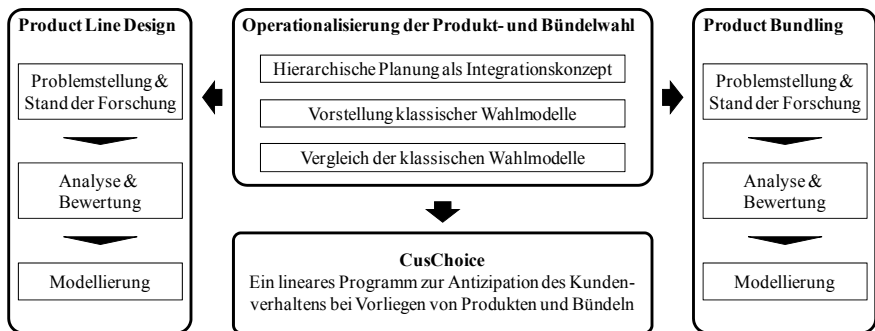 Product Line Design
Problemstellung &
Stand der Forschung
Analyse &
Bewertung
Modellierung
Operationalisierung der Produkt- und Bündelwahl
Hierarchische Planung als Integrationskonzept
Vorstellung klassischer Wahlmodelle
Vergleich der klassischen Wahlmodelle
CusChoice
Ein lineares Programm zur Antizipation des Kunden-
verhaltens bei Vorliegen von Produkten und Bündeln
Product Bundling
Problemstellung &
Stand der Forschung
Analyse &
Bewertung
Modellierung